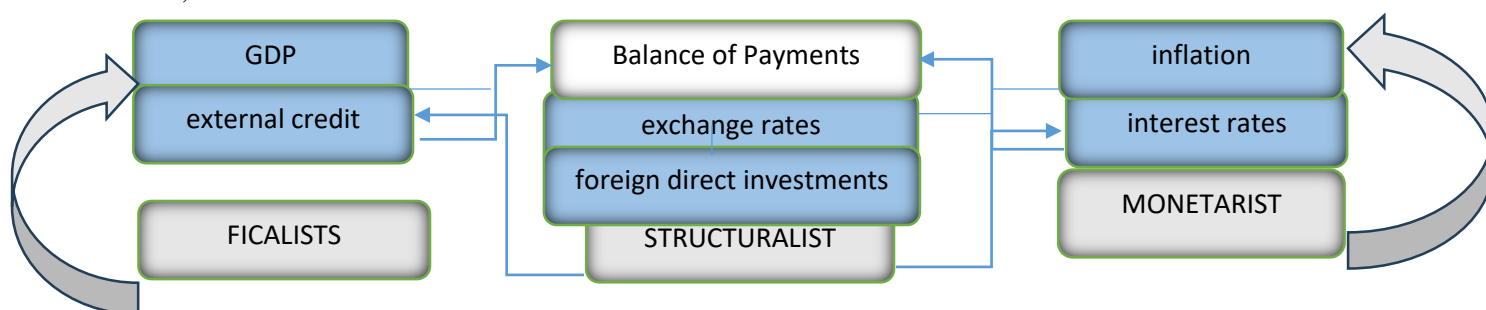 GDP
external credit
FICALISTS
Balance of Payments
exchange rates
foreign direct investments
STRUCTURALIST
inflation
interest rates
MONETARIST